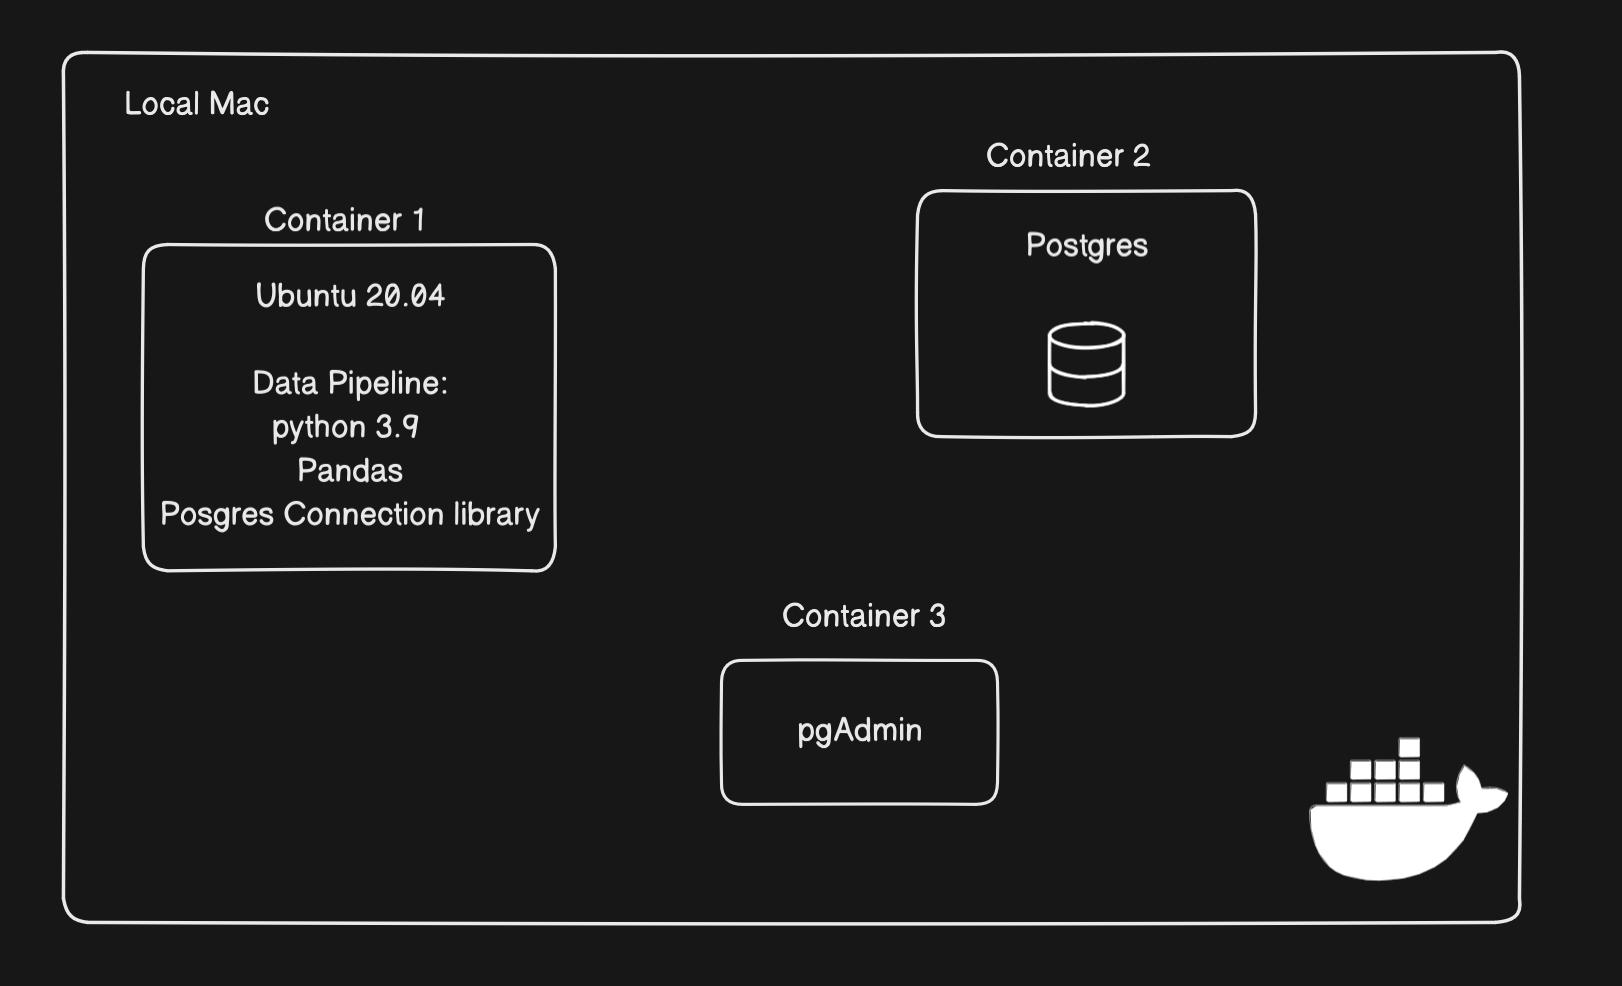 Local Mac
Container 1
Ubuntu 20.04
Data Pipeline:
python 3.9
Pandas
Posgres Connection library
Container 2
Postgres
Container 3
pgAdmin